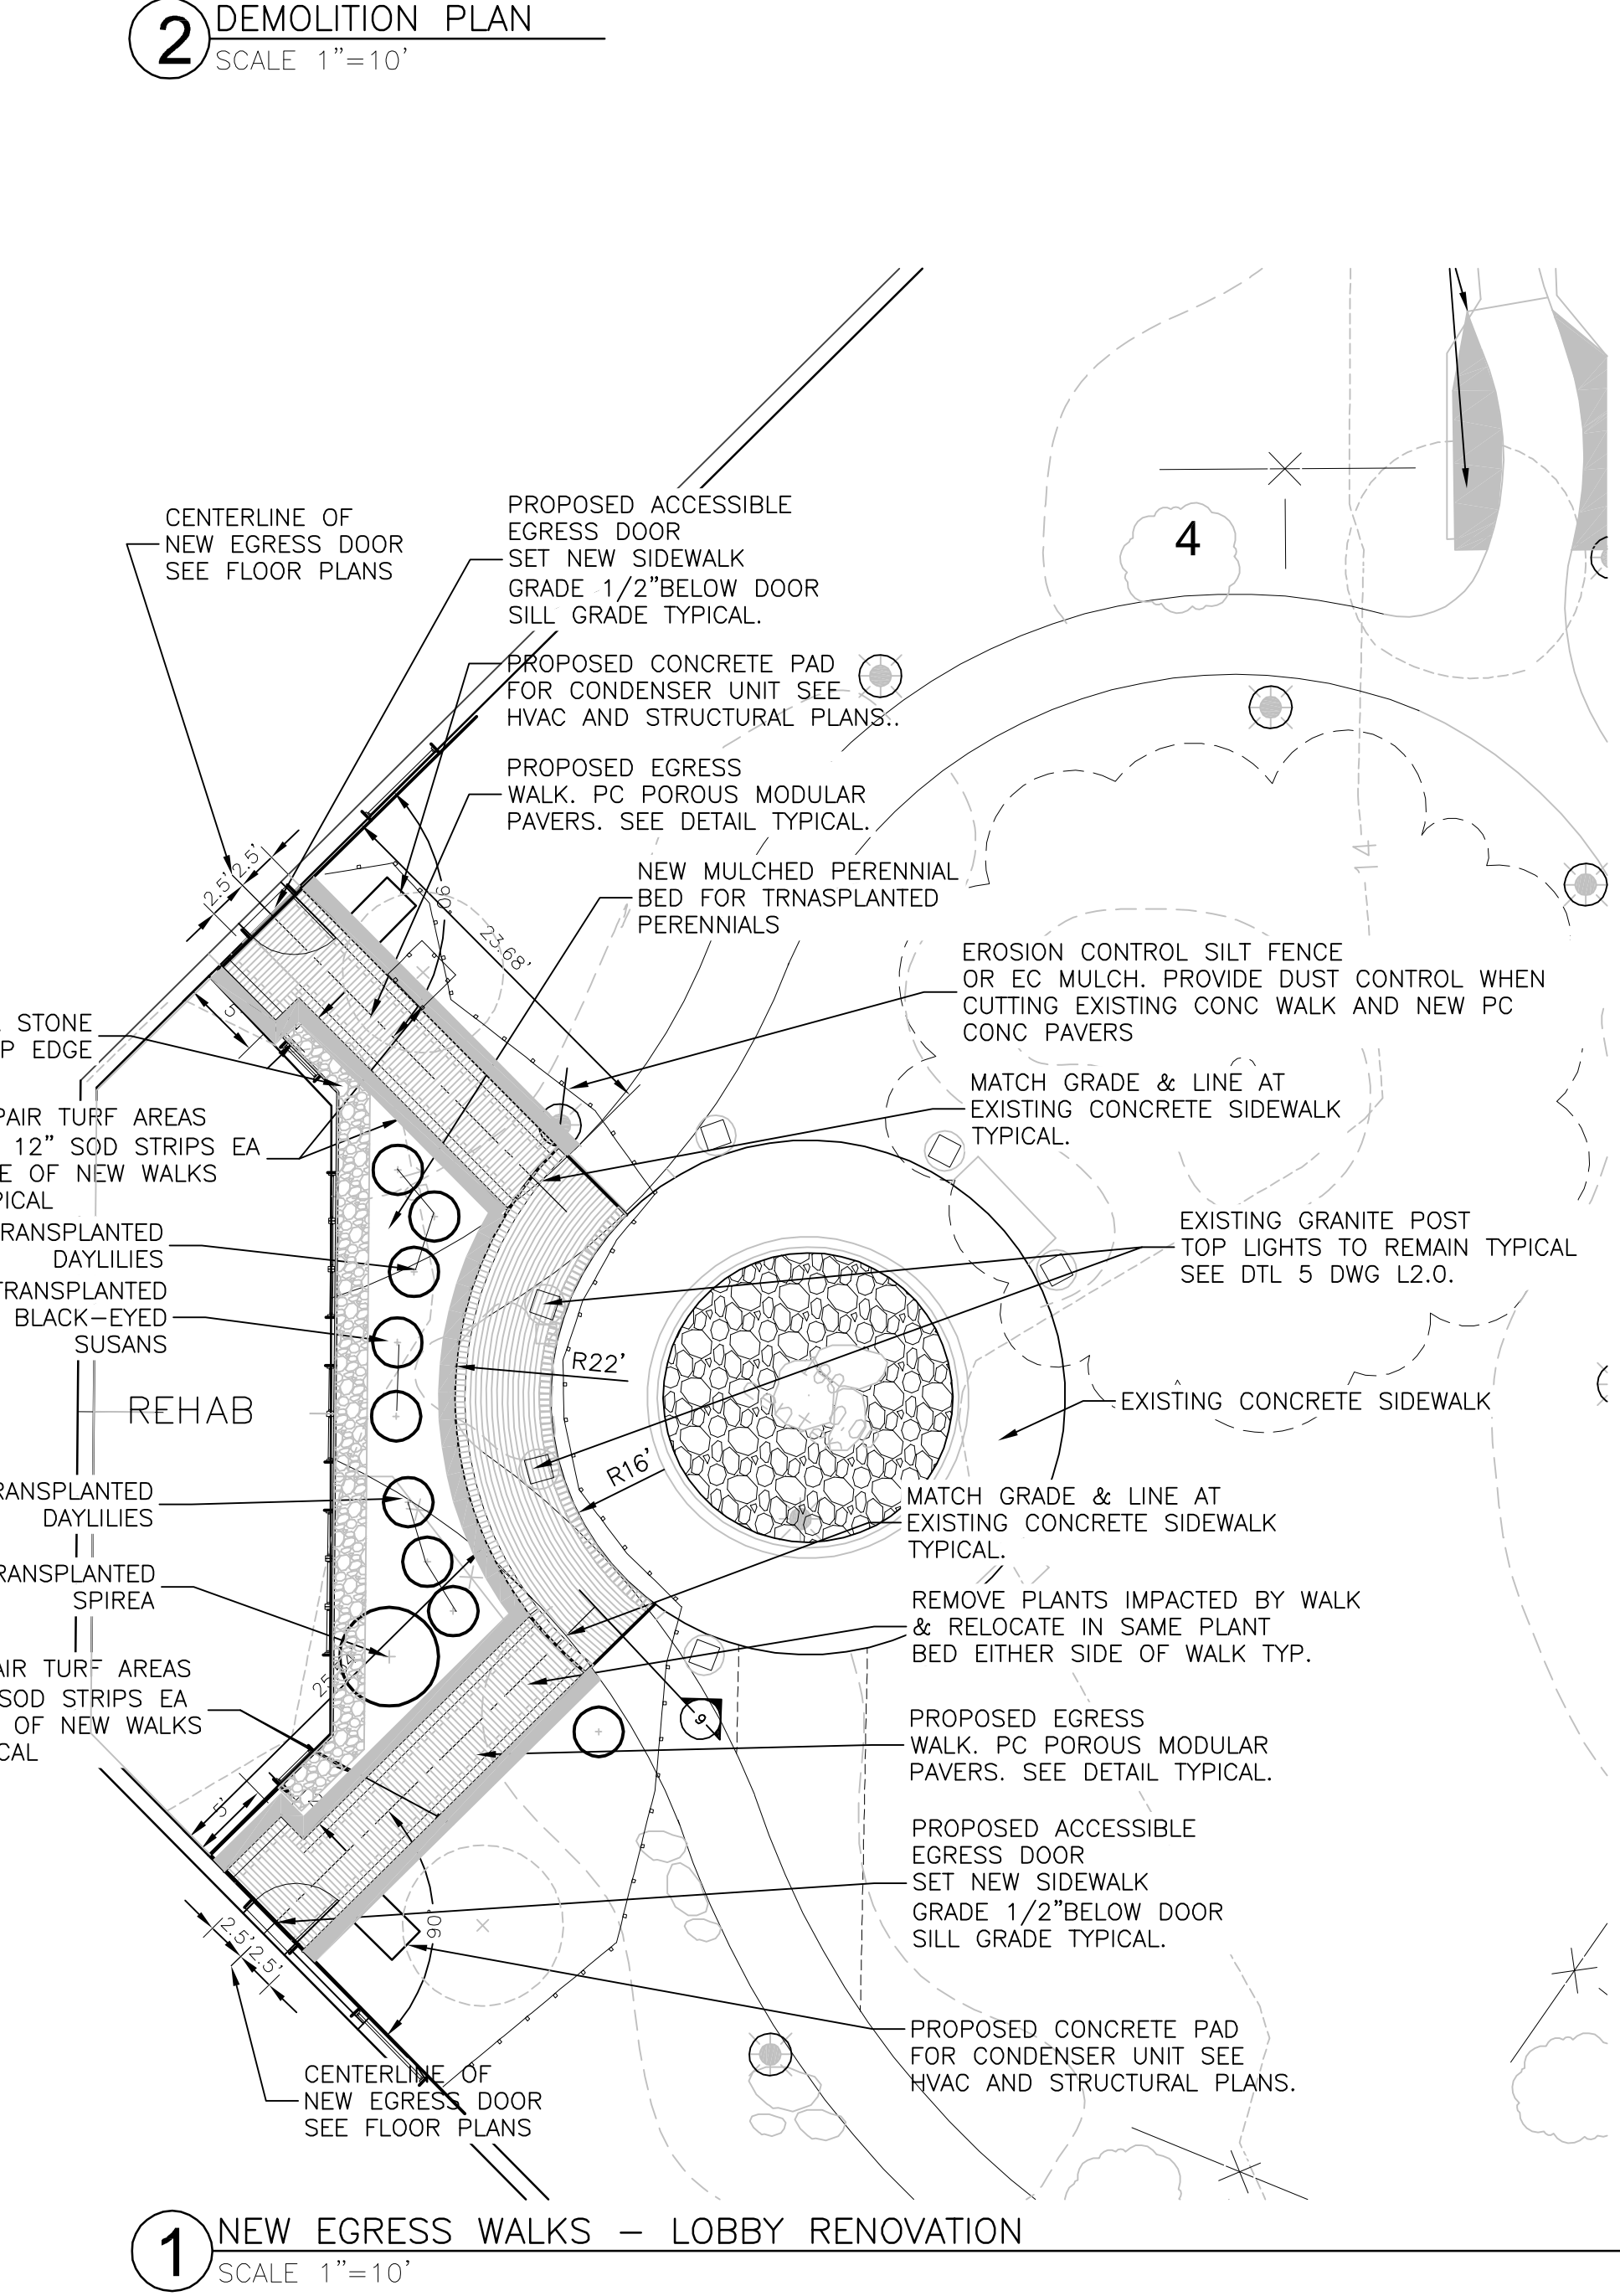 2
DEMOLITION PLAN
SCALE 1"=10'
4
CENTERLINE OF
NEW EGRESS DOOR
SEE FLOOR PLANS
PROPOSED ACCESSIBLE
EGRESS DOOR
SET NEW SIDEWALK
GRADE 1/2"BELOW DOOR
SILL GRADE TYPICAL.
PROPOSED CONCRETE PAD
FOR CONDENSER UNIT SEE
HVAC AND STRUCTURAL PLANS..
PROPOSED EGRESS
WALK. PC POROUS MODULAR
PAVERS. SEE DETAIL TYPICAL.
NEW MULCHED PERENNIAL
BED FOR TRNASPLANTED
PERENNIALS
2.5'
2.5'
90°
23.68'
5'
EROSION CONTROL SILT FENCE
OR EC MULCH. PROVIDE DUST CONTROL WHEN
CUTTING EXISTING CONC WALK AND NEW PC
CONC PAVERS
MATCH GRADE & LINE AT
EXISTING CONCRETE SIDEWALK
TYPICAL.
STONE
P EDGE
PAIR TURF AREAS
12" SOD STRIPS EA
E OF NEW WALKS
PICAL
RANSPLANTED
DAYLILIES
TRANSPLANTED
BLACK-EYED
SUSANS
EXISTING GRANITE POST
TOP LIGHTS TO REMAIN TYPICAL
SEE DTL 5 DWG L2.0.
R22'
REHAB
EXISTING CONCRETE SIDEWALK
R16'
RANSPLANTED
DAYLILIES
MATCH GRADE & LINE AT
EXISTING CONCRETE SIDEWALK
TYPICAL.
RANSPLANTED
SPIREA
REMOVE PLANTS IMPACTED BY WALK
& RELOCATE IN SAME PLANT
BED EITHER SIDE OF WALK TYP.
AIR TURF AREAS
SOD STRIPS EA
OF NEW WALKS
CAL
9
PROPOSED EGRESS
WALK. PC POROUS MODULAR
PAVERS. SEE DETAIL TYPICAL.
5'
PROPOSED ACCESSIBLE
EGRESS DOOR
SET NEW SIDEWALK
GRADE 1/2"BELOW DOOR
SILL GRADE TYPICAL.
90°
2.5'
2.5'
PROPOSED CONCRETE PAD
FOR CONDENSER UNIT SEE
HVAC AND STRUCTURAL PLANS.
CENTERLINE OF
NEW EGRESS DOOR
SEE FLOOR PLANS
1
NEW EGRESS WALKS – LOBBY RENOVATION
SCALE 1"=10'